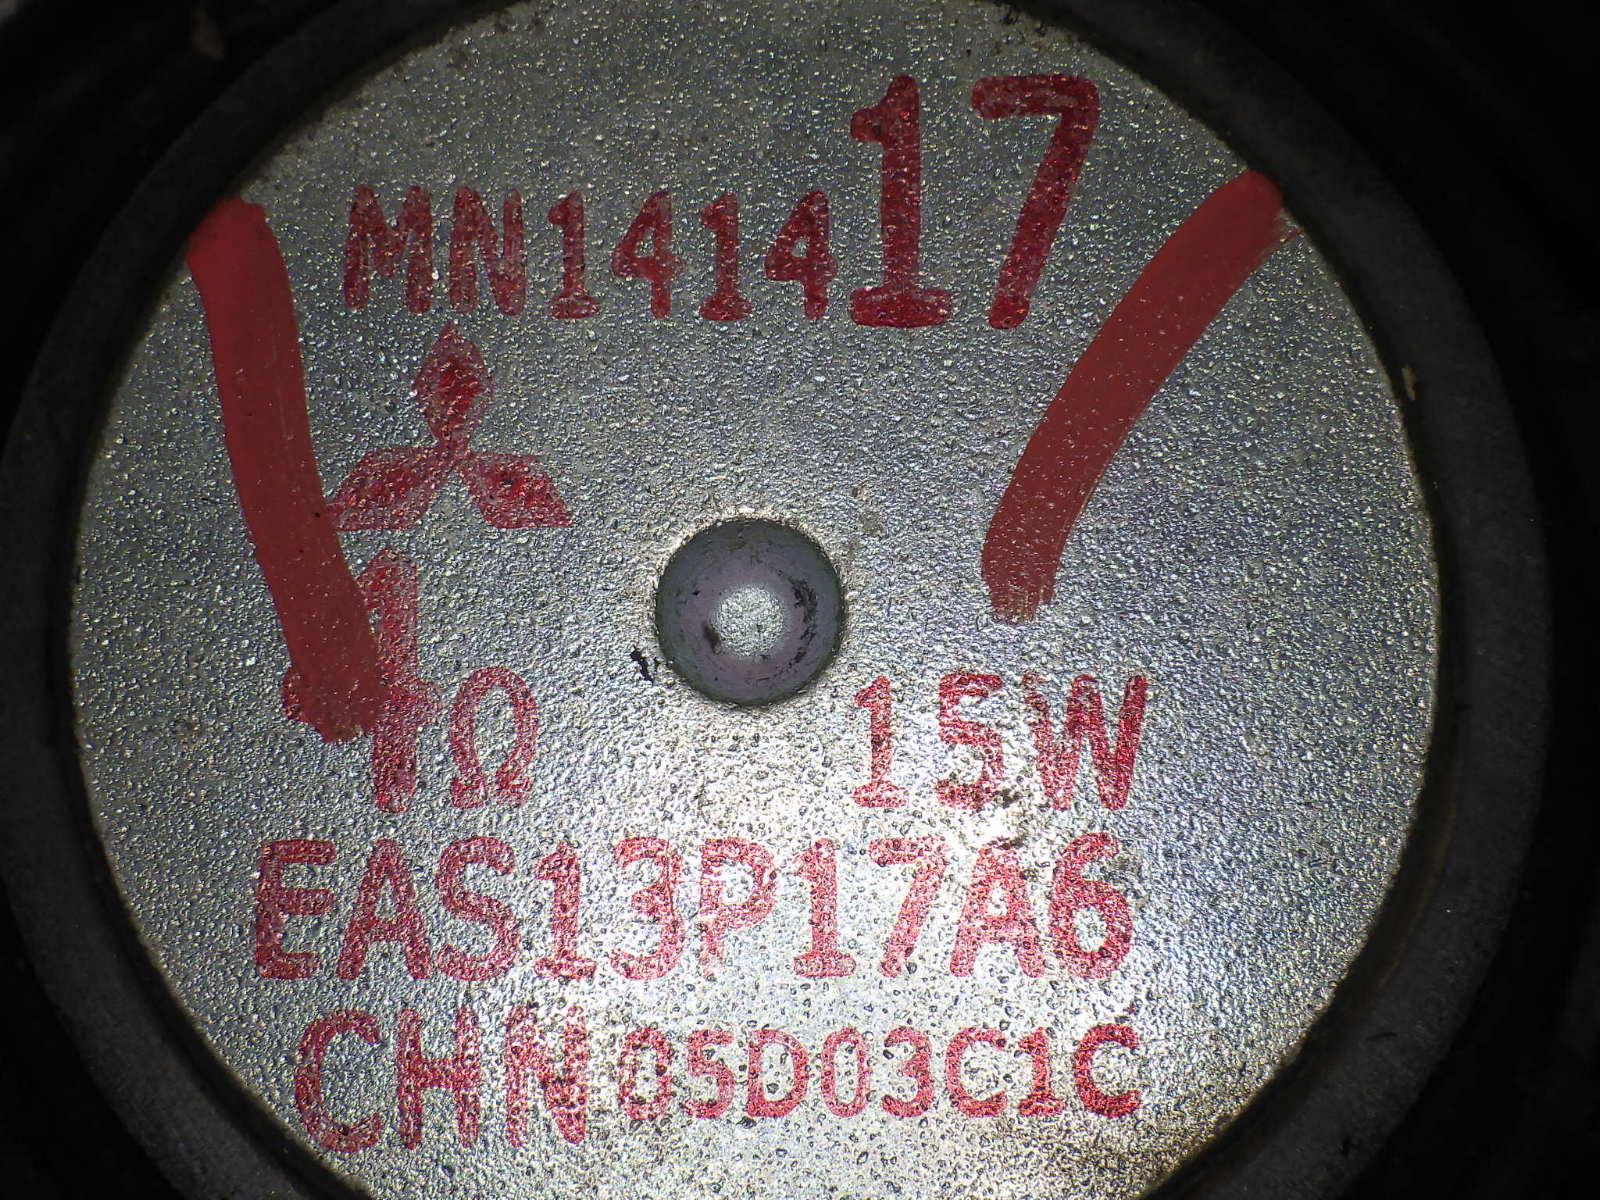 MN141417
4Ω 15W
EAS13P17A6
CHN 05D03C1C